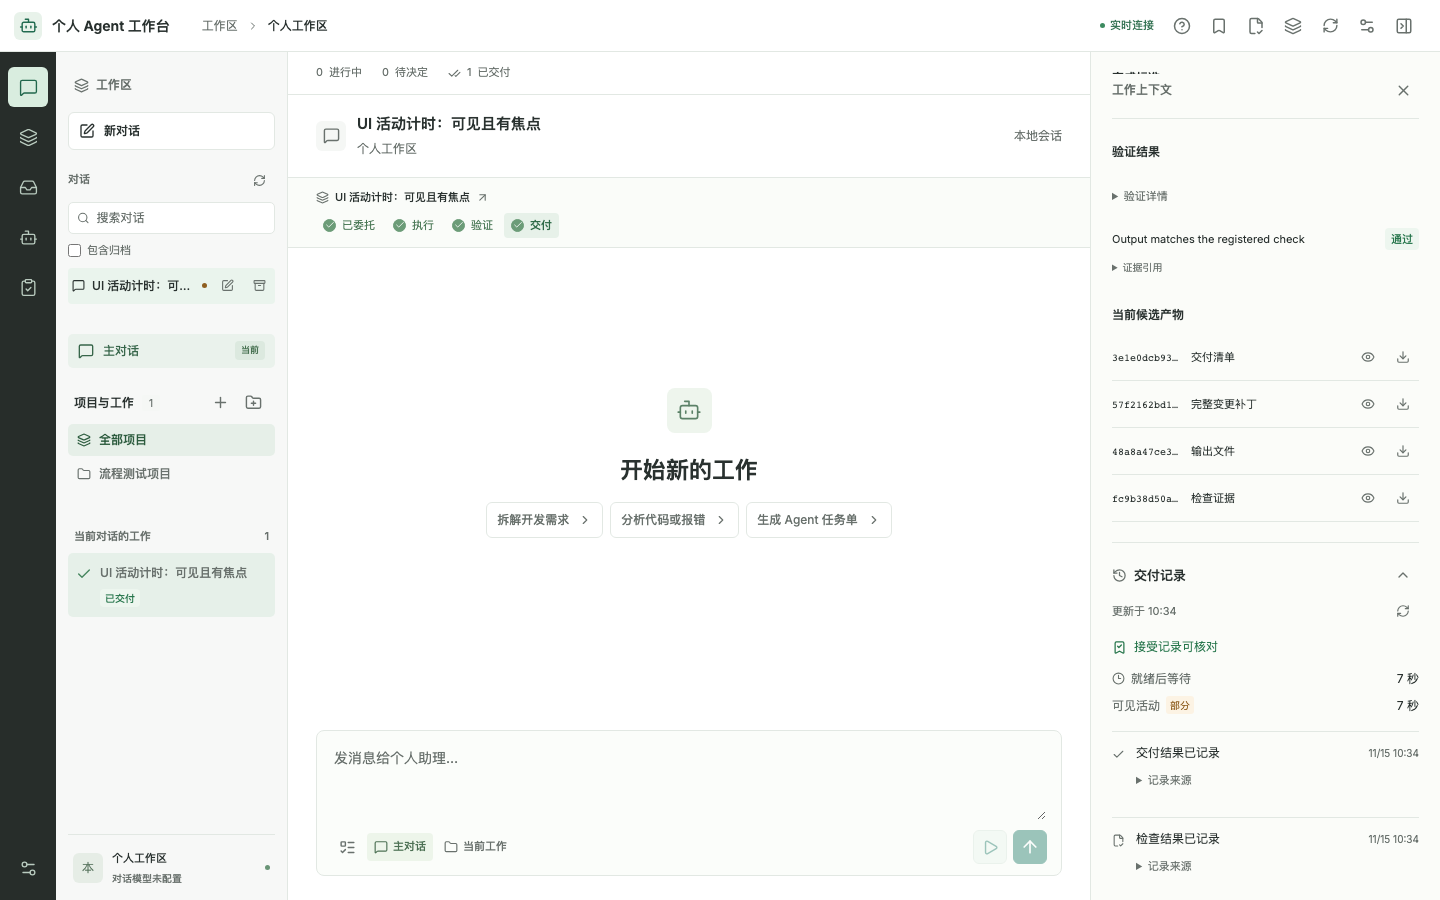 个人 Agent 工作台
工作区 > 个人工作区
实时连接
工作区
新对话
对话
搜索对话
包含归档
UI 活动计时：可...
主对话
当前
项目与工作 1
全部项目
流程测试项目
当前对话的工作 1
UI 活动计时：可见且有焦点
已交付
本
个人工作区
对话模型未配置
0 进行中 0 待决定 1 已交付
UI 活动计时：可见且有焦点
个人工作区
本地会话
UI 活动计时：可见且有焦点
已委托 执行 验证 交付
开始新的工作
拆解开发需求 分析代码或报错 生成 Agent 任务单
发消息给个人助理...
主对话 当前工作
工作上下文
验证结果
验证详情
Output matches the registered check 通过
证据引用
当前候选产物
3e1e0dcb93… 交付清单
57f2162bd1… 完整变更补丁
48a8a47ce3… 输出文件
fc9b38d50a… 检查证据
交付记录
更新于 10:34
接受记录可核对
就绪后等待 7 秒
可见活动 部分 7 秒
交付结果已记录 11/15 10:34
记录来源
检查结果已记录 11/15 10:34
记录来源